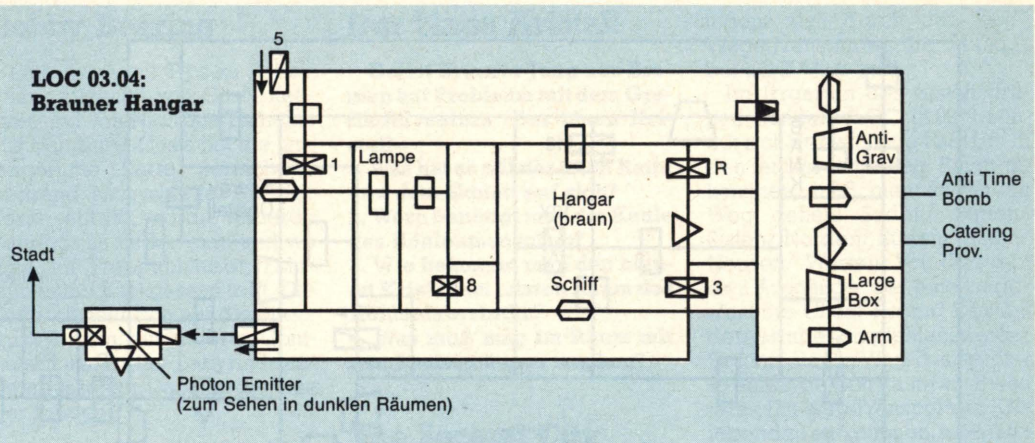 5
LOC 03.04:
Brauner Hangar
1
Lampe
R
Hangar
(braum)
Anti-
Grav
Anti Time
Bomb
Catering
Prov.
Stadt
8
Schiff
3
Large
Box
Arm
Photon Emitter
(zum Sehen in dunklen Räumen)